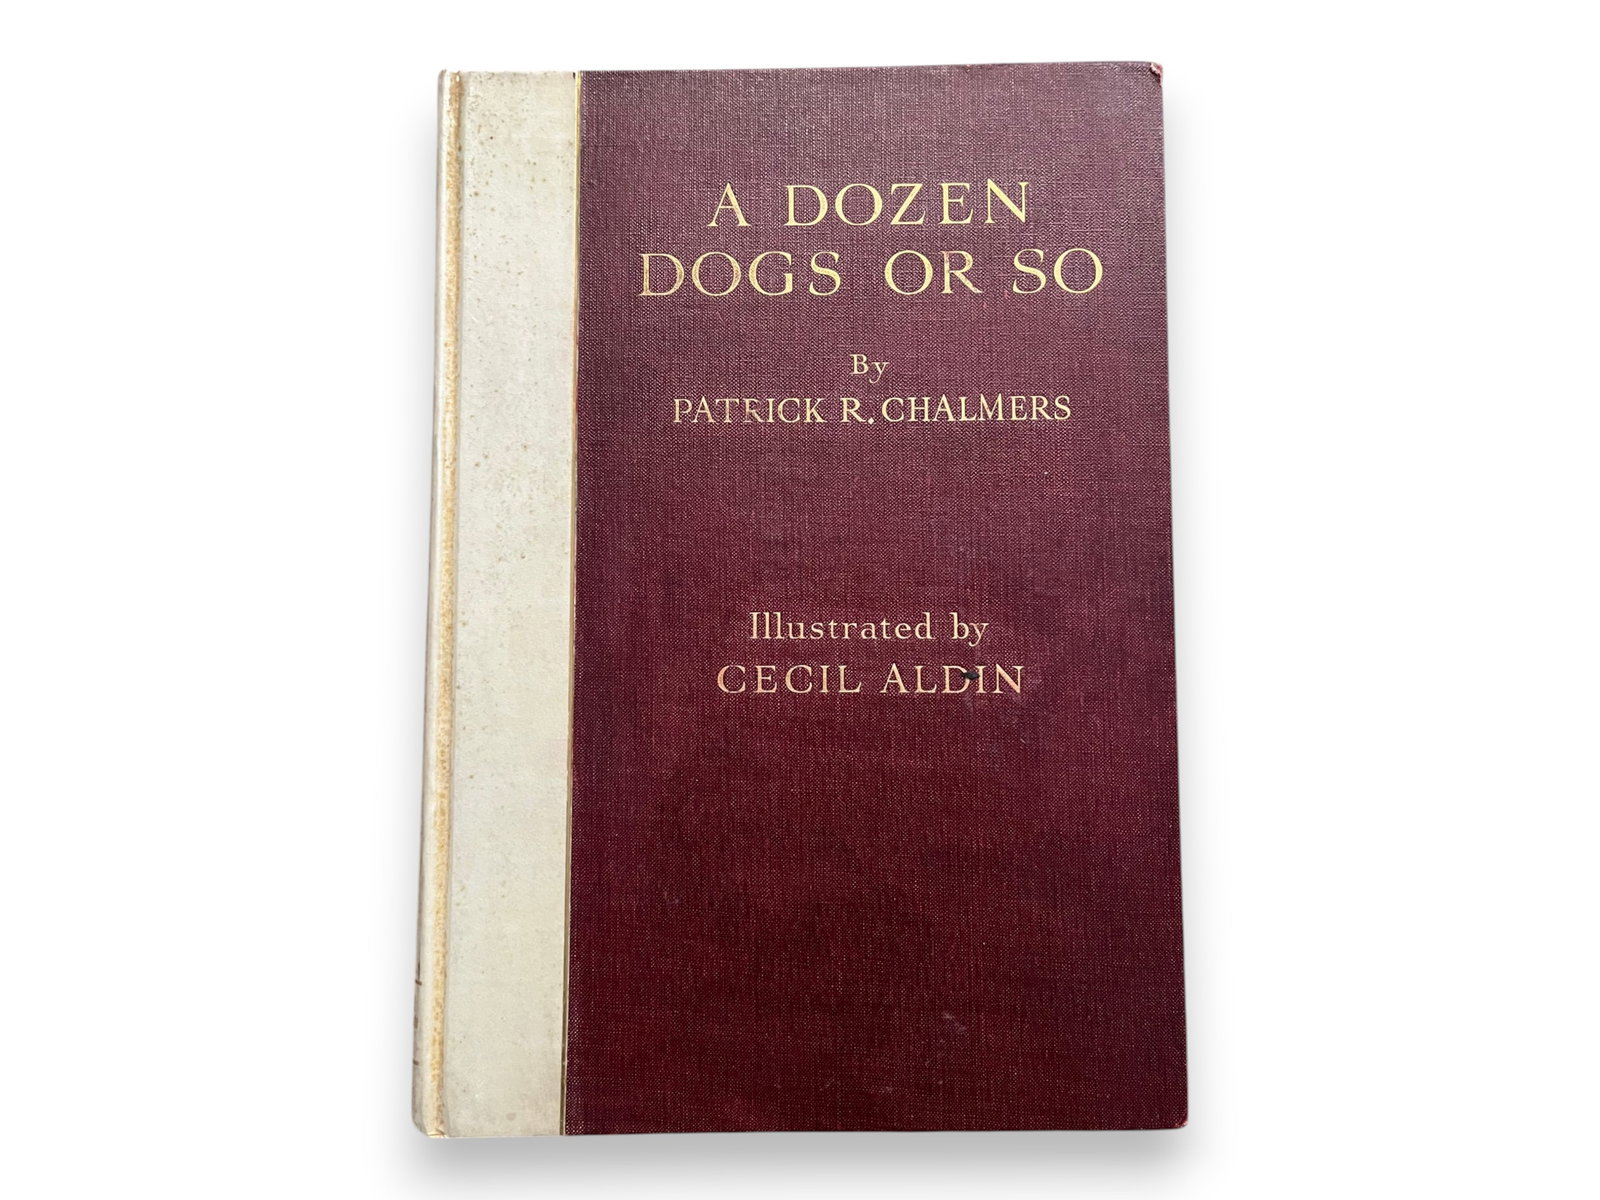 A DOZEN
DOGS OR SO
By
PATRICK R. CHALMERS
Illustrated by
CECIL ALDIN